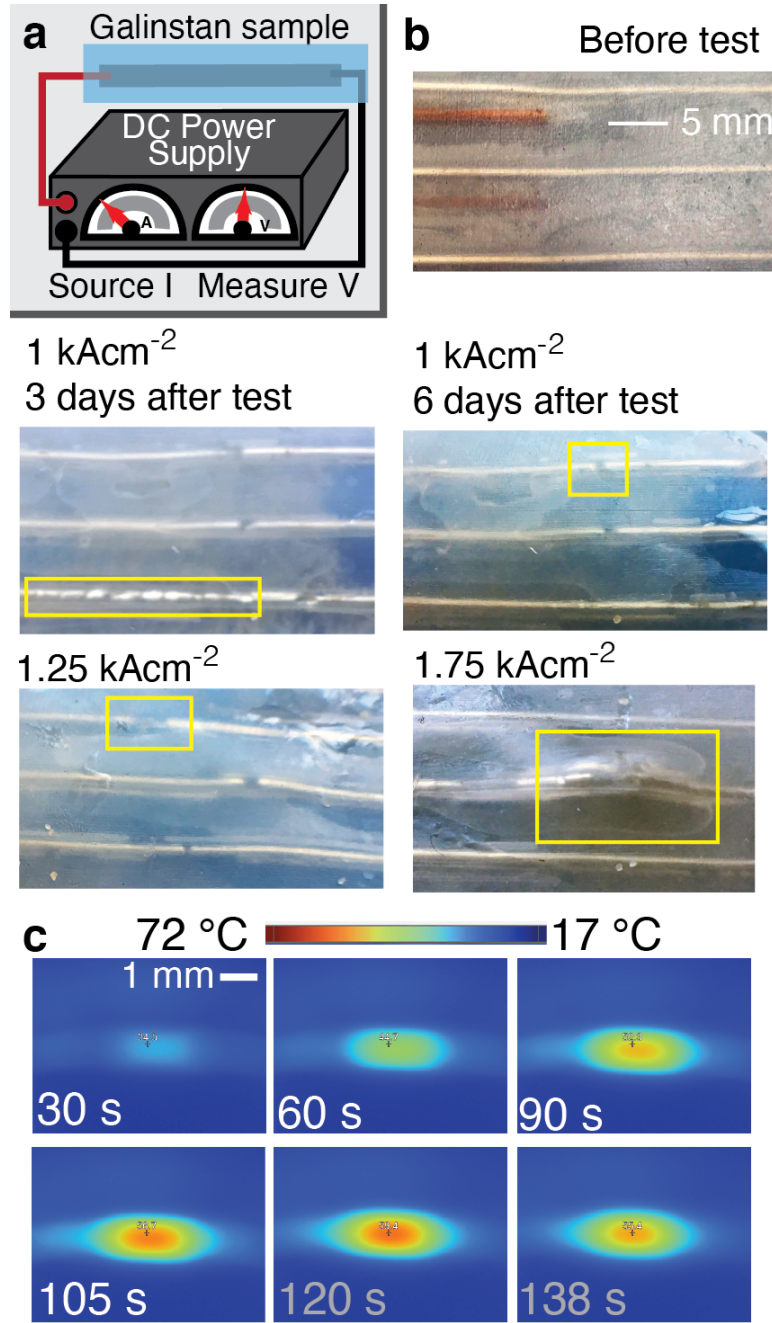 a
Galinstan sample
DC Power
Supply
A
V
Source I Measure V
b
Before test
5 mm
1 kAcm-2
3 days after test
1 kAcm-2
6 days after test
1.25 kAcm-2
1.75 kAcm-2
c
72 °C
17 °C
1 mm
30 s
44.7
60 s
90 s
105 s
120 s
138 s